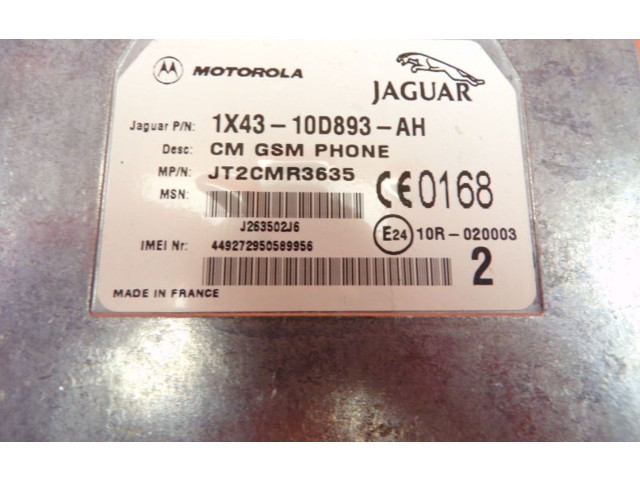 MOTOROLA
JAGUAR
Jaguar P/N: 1X43-10D893-AH
Desc: CM GSM PHONE
MP/N: JT2CMR3635
MSN:
CE0168
J263502J6
E24 10R-020003
IMEI Nr: 449272950589956
2
MADE IN FRANCE